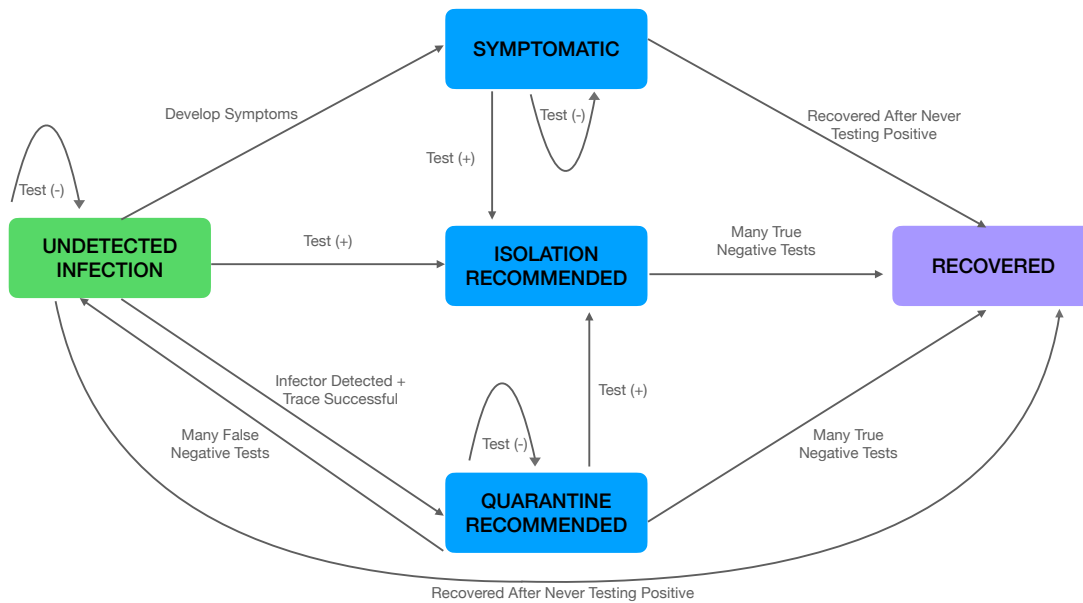 SYMPTOMATIC
Develop Symptoms
Test (-)
Recovered After Never
Testing Positive
Test (+)
Test (-)
UNDETECTED
INFECTION
Test (+)
ISOLATION
RECOMMENDED
Many True
Negative Tests
RECOVERED
Infector Detected +
Trace Successful
Test (+)
Many False
Negative Tests
Test (-)
Many True
Negative Tests
QUARANTINE
RECOMMENDED
Recovered After Never Testing Positive